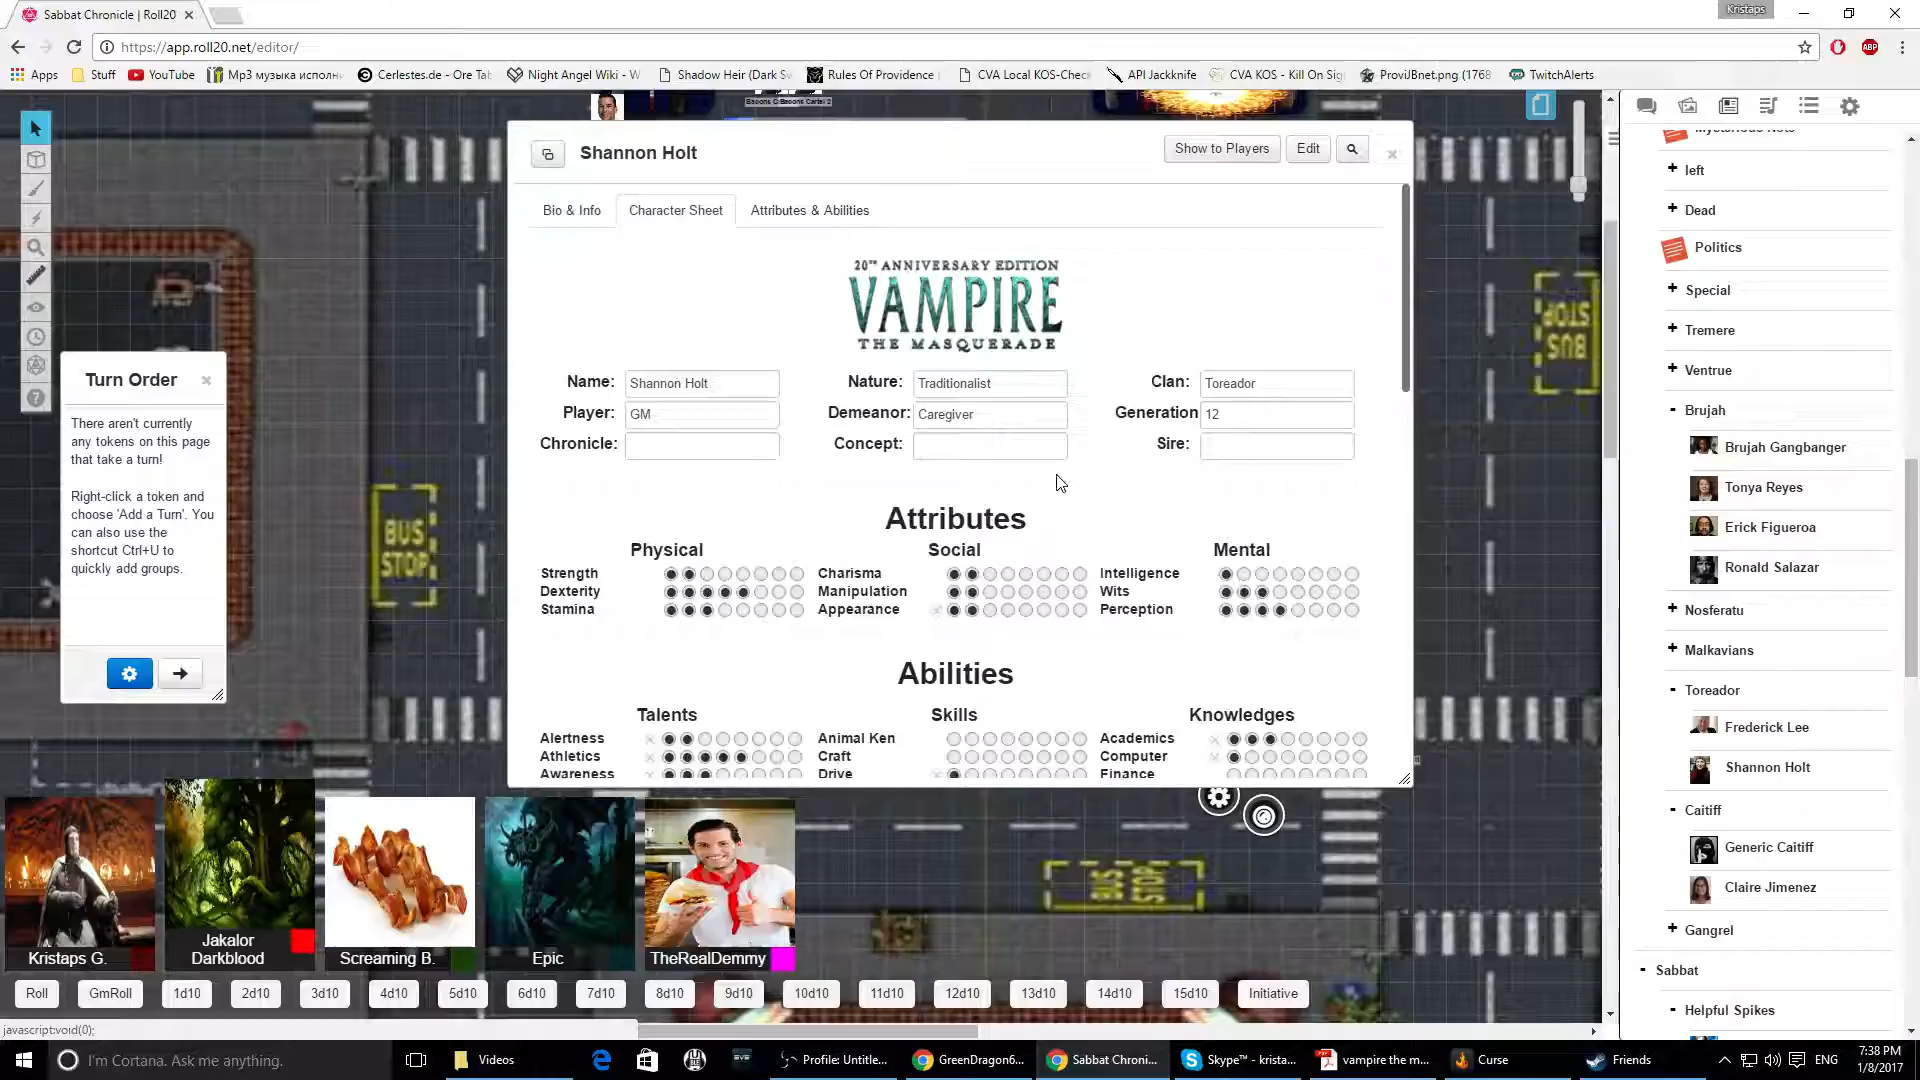 Sabbat Chronicle | Roll20
Kristaps
https://app.roll20.net/editor/
Apps
Stuff
YouTube
Mp3 музыка исполни
Cerlestes.de - Ore Tab
Night Angel Wiki - W
Shadow Heir (Dark Sw
Rules Of Providence
CVA Local KOS-Check
API Jackknife
CVA KOS - Kill On Sig
ProviJBnet.png (1768
TwitchAlerts
Shannon Holt
Show to Players
Edit
Bio & Info
Character Sheet
Attributes & Abilities
20TH ANNIVERSARY EDITION
VAMPIRE
THE MASQUERADE
Name: Shannon Holt
Nature: Traditionalist
Clan: Toreador
Player: GM
Demeanor: Caregiver
Generation 12
Chronicle:
Concept:
Sire:
Attributes
Physical
Social
Mental
Strength
Charisma
Intelligence
Dexterity
Manipulation
Wits
Stamina
Appearance
Perception
Abilities
Talents
Skills
Knowledges
Alertness
Animal Ken
Academics
Athletics
Craft
Computer
Awareness
Drive
Finance
Turn Order
There aren't currently
any tokens on this page
that take a turn!
Right-click a token and
choose 'Add a Turn'. You
can also use the
shortcut Ctrl+U to
quickly add groups.
BUS
STOP
BUS
STOP
BUS
STOP
Mysterious Note
left
Dead
Politics
Special
Tremere
Ventrue
Brujah
Brujah Gangbanger
Tonya Reyes
Erick Figueroa
Ronald Salazar
Nosferatu
Malkavians
Toreador
Frederick Lee
Shannon Holt
Caitiff
Generic Caitiff
Claire Jimenez
Gangrel
Sabbat
Helpful Spikes
Kristaps G.
Jakalor
Darkblood
Screaming B.
Epic
TheRealDemmy
Roll
GmRoll
1d10
2d10
3d10
4d10
5d10
6d10
7d10
8d10
9d10
10d10
11d10
12d10
13d10
14d10
15d10
Initiative
javascript:void(0);
I'm Cortana. Ask me anything.
Videos
Profile: Untitle...
GreenDragon6...
Sabbat Chroni...
Skype™ - krista...
vampire the m...
Curse
Friends
ENG
7:38 PM
1/8/2017